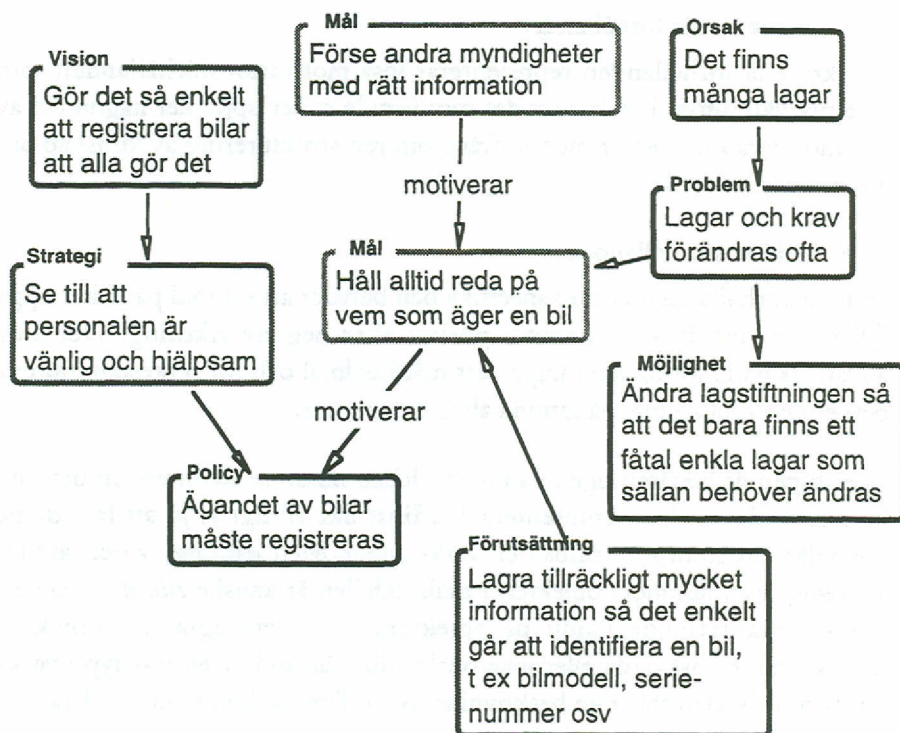 Vision
Gör det så enkelt
att registrera bilar
att alla gör det
Mål
Förse andra myndigheter
med rätt information
Orsak
Det finns
många lagar
motiverar
Problem
Lagar och krav
förändras ofta
Strategi
Se till att
personalen är
vänlig och hjälpsam
Mål
Håll alltid reda på
vem som äger en bil
Möjlighet
Ändra lagstiftningen så
att det bara finns ett
fåtal enkla lagar som
sällan behöver ändras
motiverar
Policy
Ägandet av bilar
måste registreras
Förutsättning
Lagra tillräckligt mycket
information så det enkelt
går att identifiera en bil,
t ex bilmodell, serie-
nummer osv